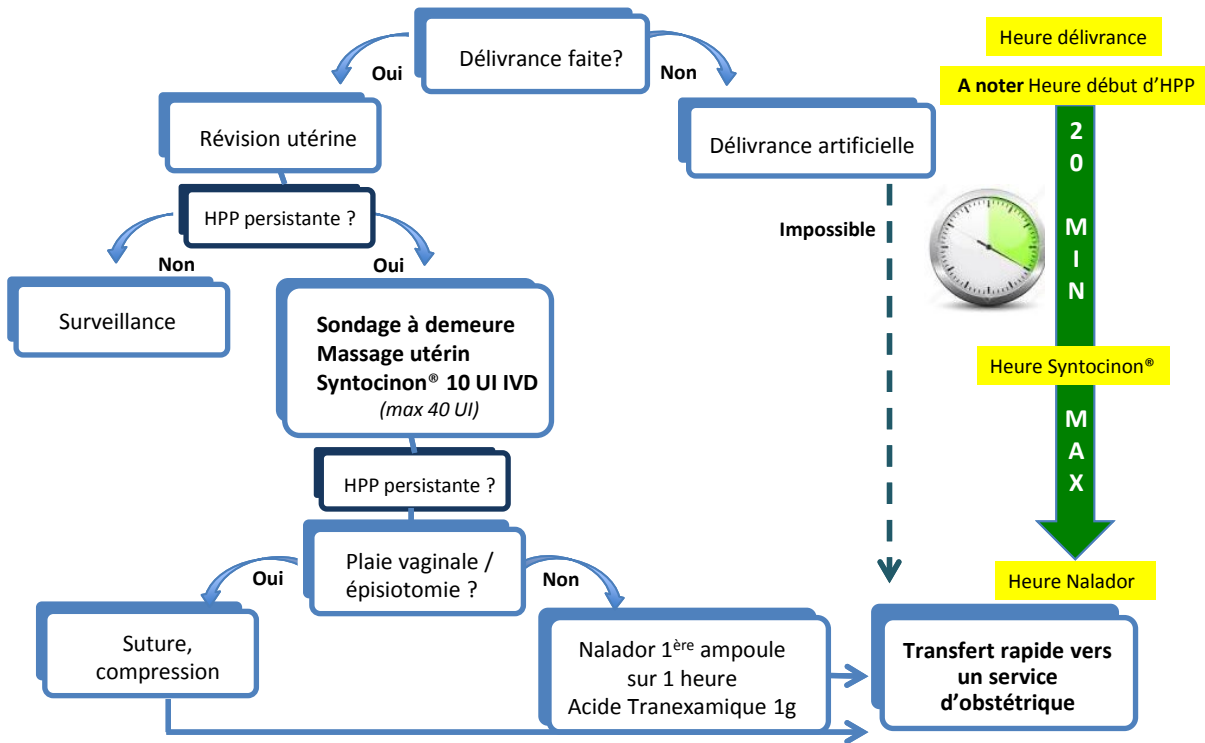 Délivrance faite?
Oui
Non
Révision utérine
Délivrance artificielle
HPP persistante ?
Impossible
Non
Oui
Surveillance
Sondage à demeure
Massage utérin
Syntocinon® 10 UI IVD
(max 40 UI)
HPP persistante ?
Plaie vaginale /
épisiotomie ?
Oui
Non
Suture,
compression
Nalador 1ère ampoule
sur 1 heure
Acide Tranexamique 1g
Transfert rapide vers
un service
d'obstétrique
Heure délivrance
A noter Heure début d'HPP
2
0
M
I
N
Heure Syntocinon®
M
A
X
Heure Nalador